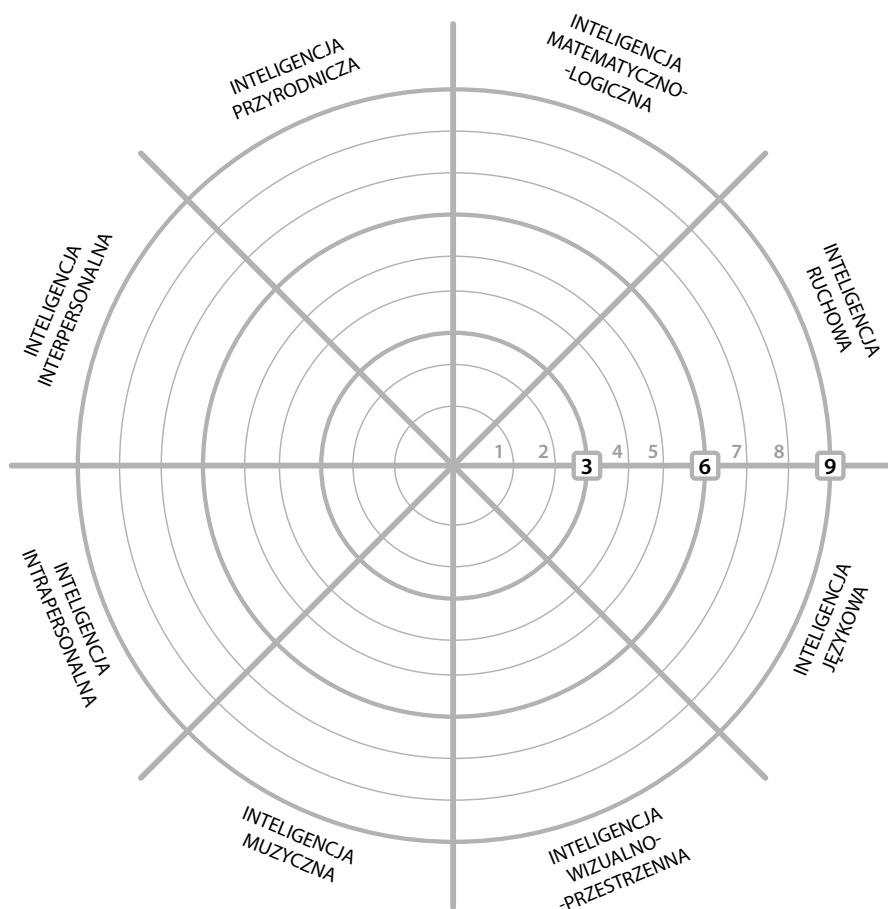 INTELIGENCJA
PRZYRODNICZA
INTELIGENCJA
MATEMATYCZNO-
-LOGICZNA
INTELIGENCJA
INTERPERSONALNA
INTELIGENCJA
RUCHOWA
1 2 3 4 5 6 7 8 9
INTELIGENCJA
INTRAPERSONALNA
INTELIGENCJA
JĘZYKOWA
INTELIGENCJA
MUZYCZNA
INTELIGENCJA
WIZUALNO-
-PRZESTRZENNA